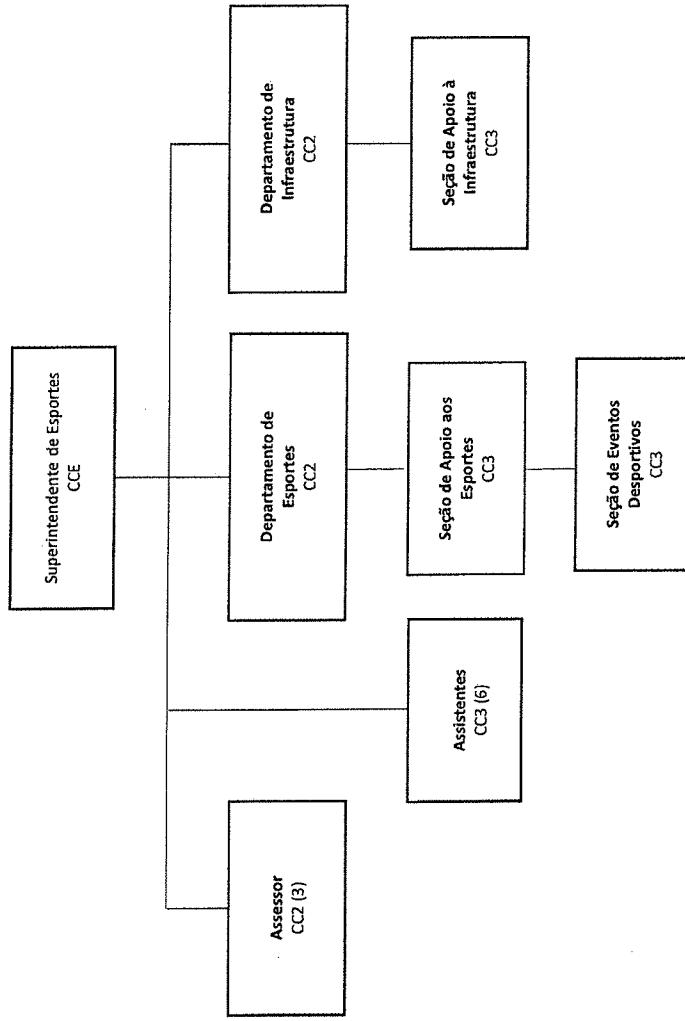 Superintendente de Esportes
CCE
Assessor
CC2 (3)
Assistentes
CC3 (6)
Departamento de
Esportes
CC2
Seção de Apoio aos
Esportes
CC3
Seção de Eventos
Desportivos
CC3
Departamento de
Infraestrutura
CC2
Seção de Apoio à
Infraestrutura
CC3